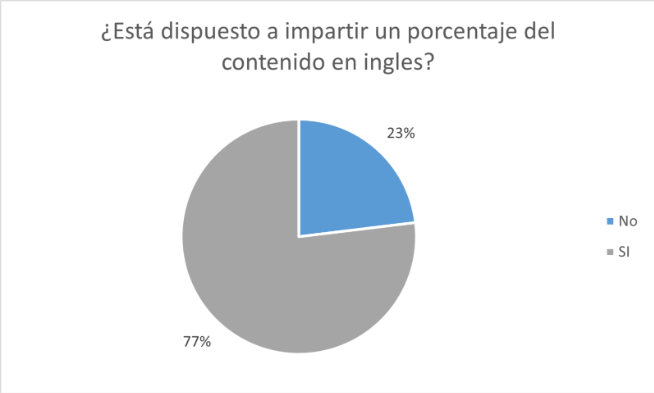 ¿Está dispuesto a impartir un porcentaje del
contenido en ingles?
23%
No
SI
77%